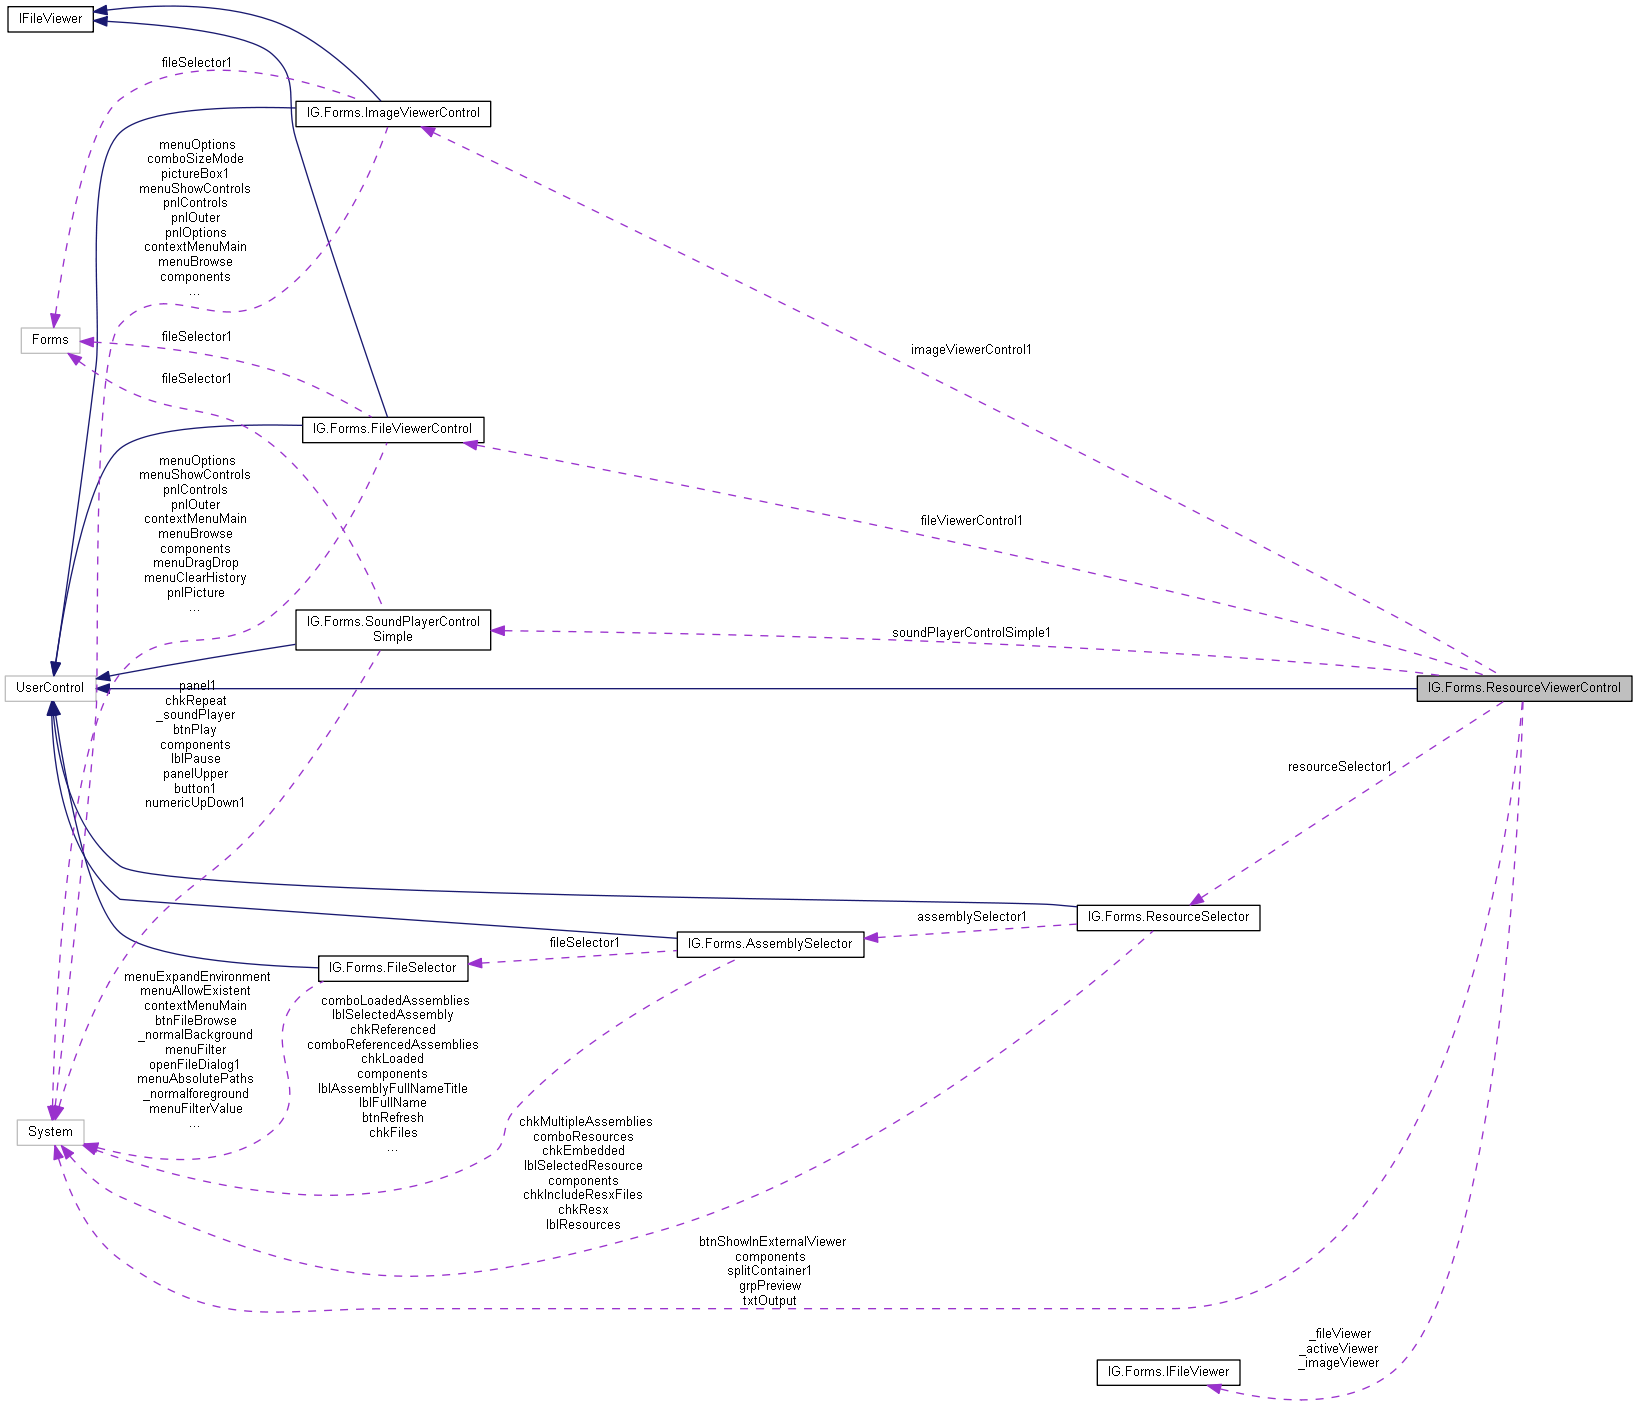 IFileViewer
fileSelector1
IG.Forms.ImageViewerControl
menuOptions
comboSizeMode
pictureBox1
menuShowControls
pnlControls
pnlOuter
pnlOptions
contextMenuMain
menuBrowse
components
...
Forms
fileSelector1
imageViewerControl1
fileSelector1
IG.Forms.FileViewerControl
menuOptions
menuShowControls
pnlControls
pnlOuter
contextMenuMain
menuBrowse
components
menuDragDrop
menuClearHistory
pnlPicture
...
fileViewerControl1
IG.Forms.SoundPlayerControl
Simple
soundPlayerControlSimple1
UserControl
IG.Forms.ResourceViewerControl
panel1
chkRepeat
_soundPlayer
btnPlay
components
lblPause
panelUpper
button1
numericUpDown1
resourceSelector1
IG.Forms.ResourceSelector
assemblySelector1
IG.Forms.AssemblySelector
fileSelector1
IG.Forms.FileSelector
menuExpandEnvironment
menuAllowExistent
contextMenuMain
btnFileBrowse
_normalBackground
menuFilter
openFileDialog1
menuAbsolutePaths
_normalforeground
menuFilterValue
...
comboLoadedAssemblies
lblSelectedAssembly
chkReferenced
comboReferencedAssemblies
chkLoaded
components
lblAssemblyFullNameTitle
lblFullName
btnRefresh
chkFiles
...
System
chkMultipleAssemblies
comboResources
chkEmbedded
lblSelectedResource
components
chkIncludeResxFiles
chkResx
lblResources
btnShowInExternalViewer
components
splitContainer1
grpPreview
txtOutput
_fileViewer
_activeViewer
_imageViewer
IG.Forms.IFileViewer